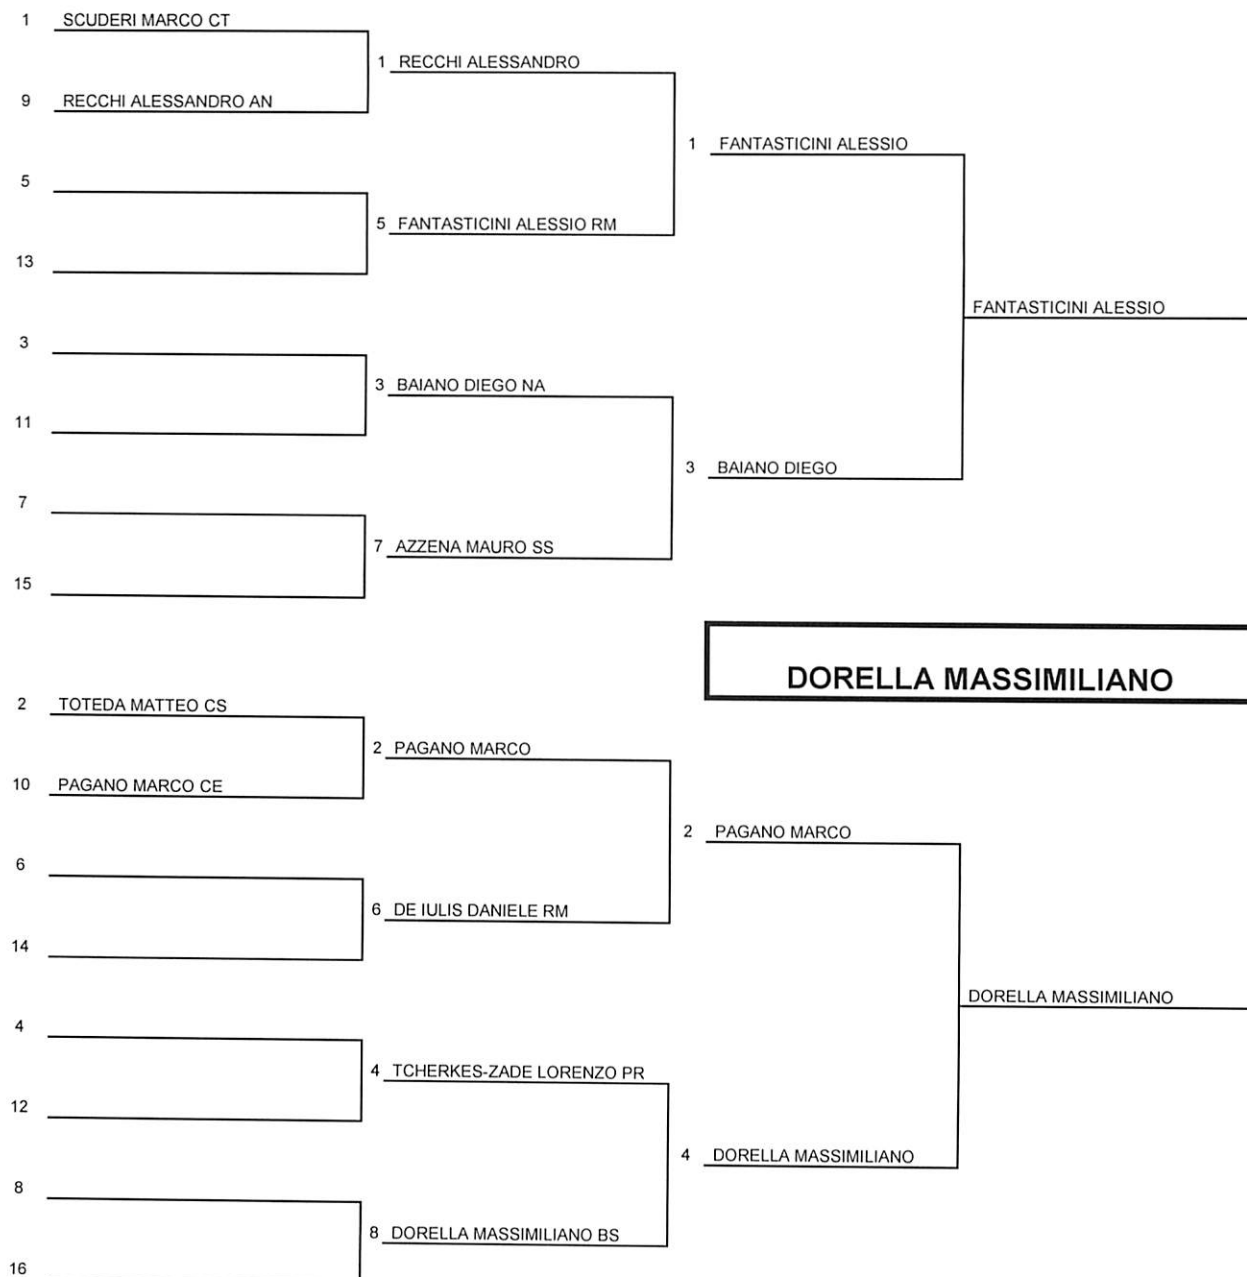 1 SCUDERI MARCO CT
1 RECCHI ALESSANDRO
9 RECCHI ALESSANDRO AN
1 FANTASTICINI ALESSIO
5
5 FANTASTICINI ALESSIO RM
13
FANTASTICINI ALESSIO
3
3 BAIANO DIEGO NA
11
3 BAIANO DIEGO
7
7 AZZENA MAURO SS
15
DORELLA MASSIMILIANO
2 TOTEDA MATTEO CS
2 PAGANO MARCO
10 PAGANO MARCO CE
2 PAGANO MARCO
6
6 DE IULIS DANIELE RM
14
DORELLA MASSIMILIANO
4
4 TCHERKES-ZADE LORENZO PR
12
4 DORELLA MASSIMILIANO
8
8 DORELLA MASSIMILIANO BS
16